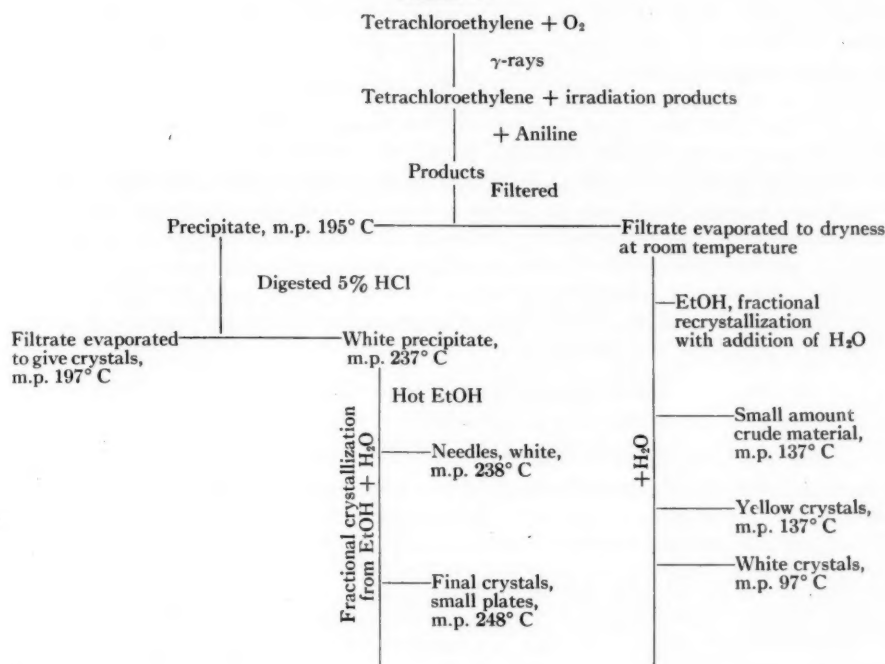 Tetrachloroethylene + O₂
γ-rays
Tetrachloroethylene + irradiation products
+ Aniline
Products
Filtered
Precipitate, m.p. 195° C
Filtrate evaporated to dryness
at room temperature
Digested 5% HCl
EtOH, fractional
recrystallization
with addition of H₂O
Filtrate evaporated
to give crystals,
m.p. 197° C
White precipitate,
m.p. 237° C
Hot EtOH
Fractional crystallization
from EtOH + H₂O
Needles, white,
m.p. 238° C
Final crystals,
small plates,
m.p. 248° C
+H₂O
Small amount
crude material,
m.p. 137° C
Yellow crystals,
m.p. 137° C
White crystals,
m.p. 97° C